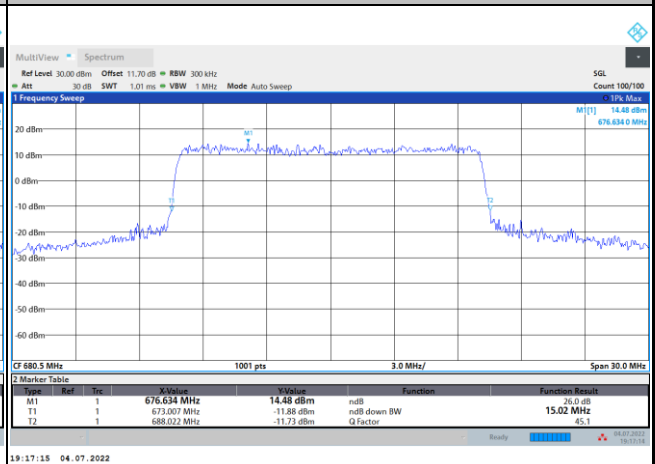 MultiView Spectrum
Ref Level 30.00 dBm Offset 11.70 dB RBW 300 kHz SGL
Att 30 dB SWT 1.01 ms VBW 1 MHz Mode Auto Sweep Count 100/100
1 Frequency Sweep 1Pk Max
M1[1] 14.48 dBm
676.634 0 MHz
M1
20 dBm
10 dBm
0 dBm
T1 T2
-10 dBm
-20 dBm
-30 dBm
-40 dBm
-50 dBm
-60 dBm
CF 680.5 MHz 1001 pts 3.0 MHz/ Span 30.0 MHz
2 Marker Table
Type Ref Trc X-Value Y-Value Function Function Result
M1 1 676.634 MHz 14.48 dBm ndB 26.0 dB
T1 1 673.007 MHz -11.88 dBm ndB down BW 15.02 MHz
T2 1 688.022 MHz -11.73 dBm Q Factor 45.1
Ready 04.07.2022
19:17:14
19:17:15 04.07.2022